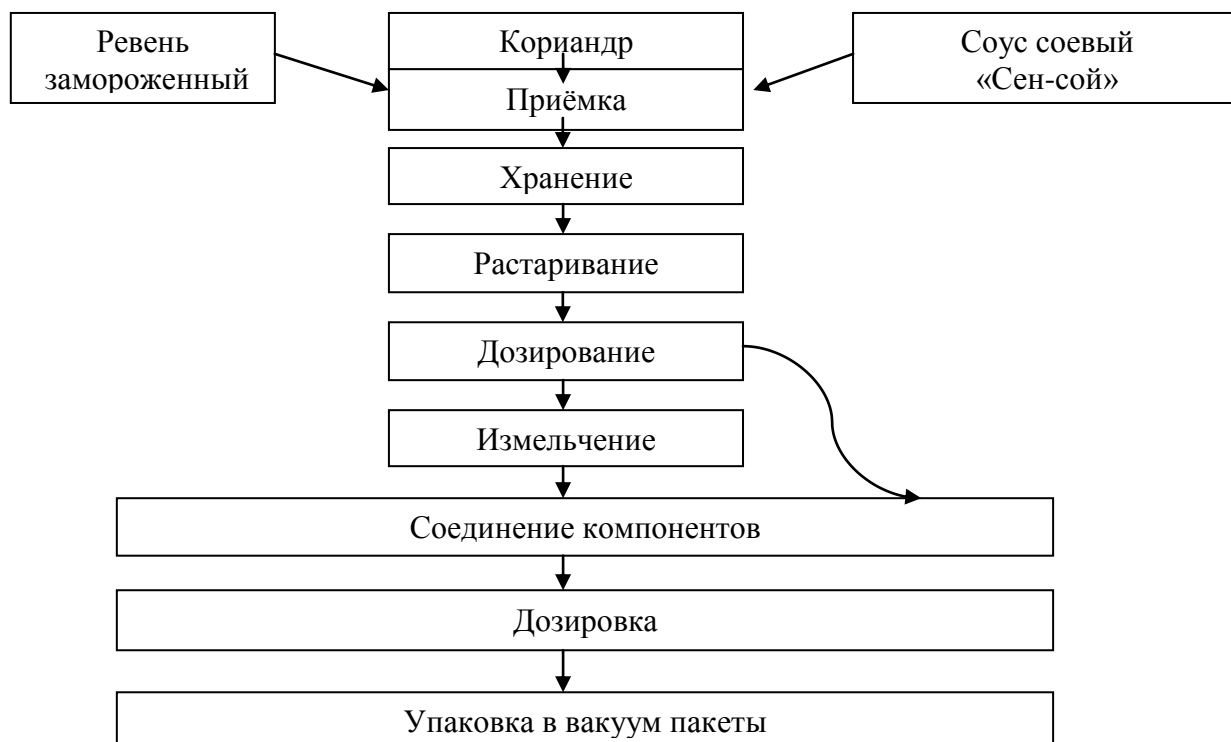 Ревень
замороженный
Кориандр
Соус соевый
«Сен-сой»
Приёмка
Хранение
Растаривание
Дозирование
Измельчение
Соединение компонентов
Дозировка
Упаковка в вакуум пакеты